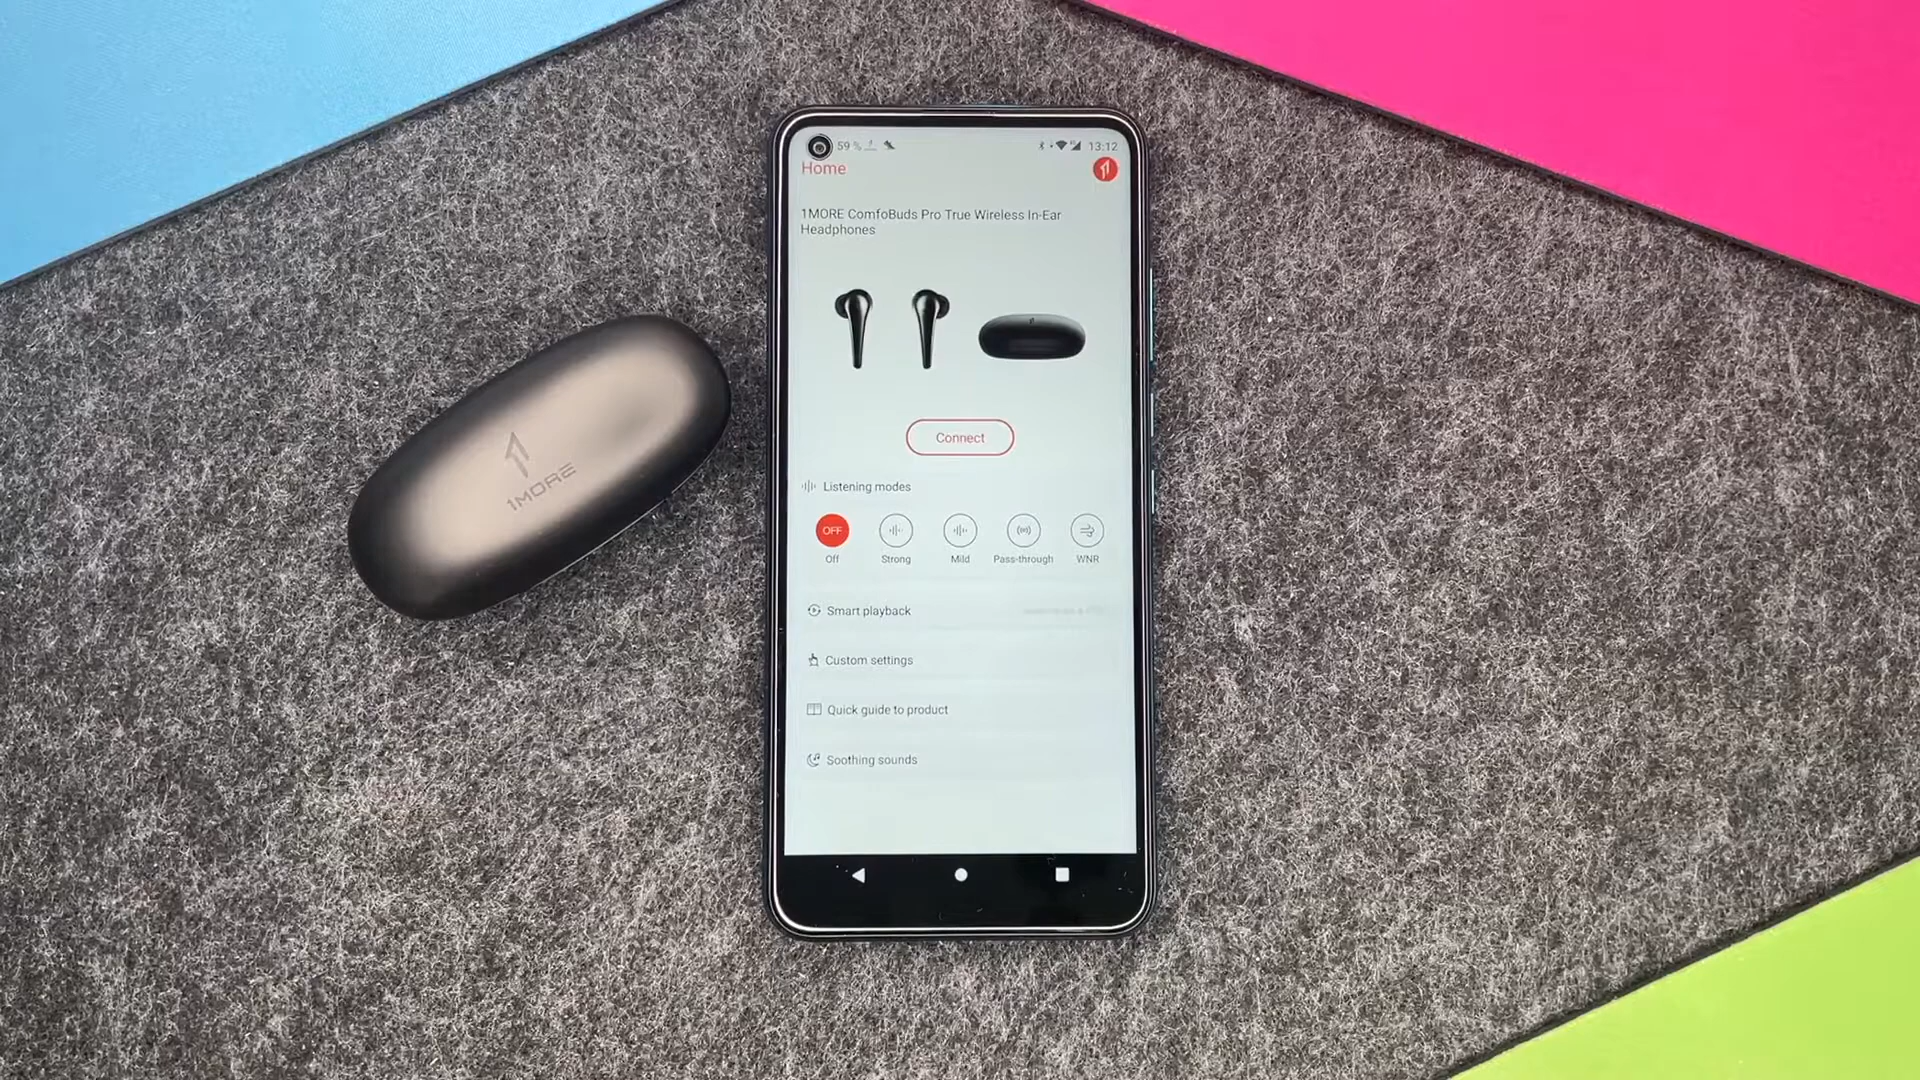 59 %
13:12
Home
1MORE ComfoBuds Pro True Wireless In-Ear
Headphones
Connect
Listening modes
OFF
Off
Strong
Mild
Pass-through
WNR
Smart playback
Custom settings
Quick guide to product
Soothing sounds
1MORE